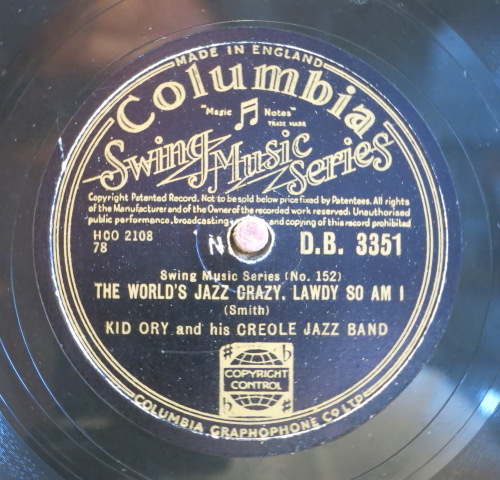 MADE IN ENGLAND
Columbia
"Magic Notes"
TRADE MARK
Swing Music Series
Copyright Patented Record. Not to be sold below price fixed by Patentees. All rights
of the Manufacturer and of the Owner of the recorded work reserved. Unauthorised
public performance, broadcasting and copying of this record prohibited
HCO 2108
78
N
D.B. 3351
Swing Music Series (No. 152)
THE WORLD'S JAZZ CRAZY, LAWDY SO AM I
(Smith)
KID ORY and his CREOLE JAZZ BAND
COPYRIGHT
CONTROL
COLUMBIA GRAPHOPHONE CO LTD